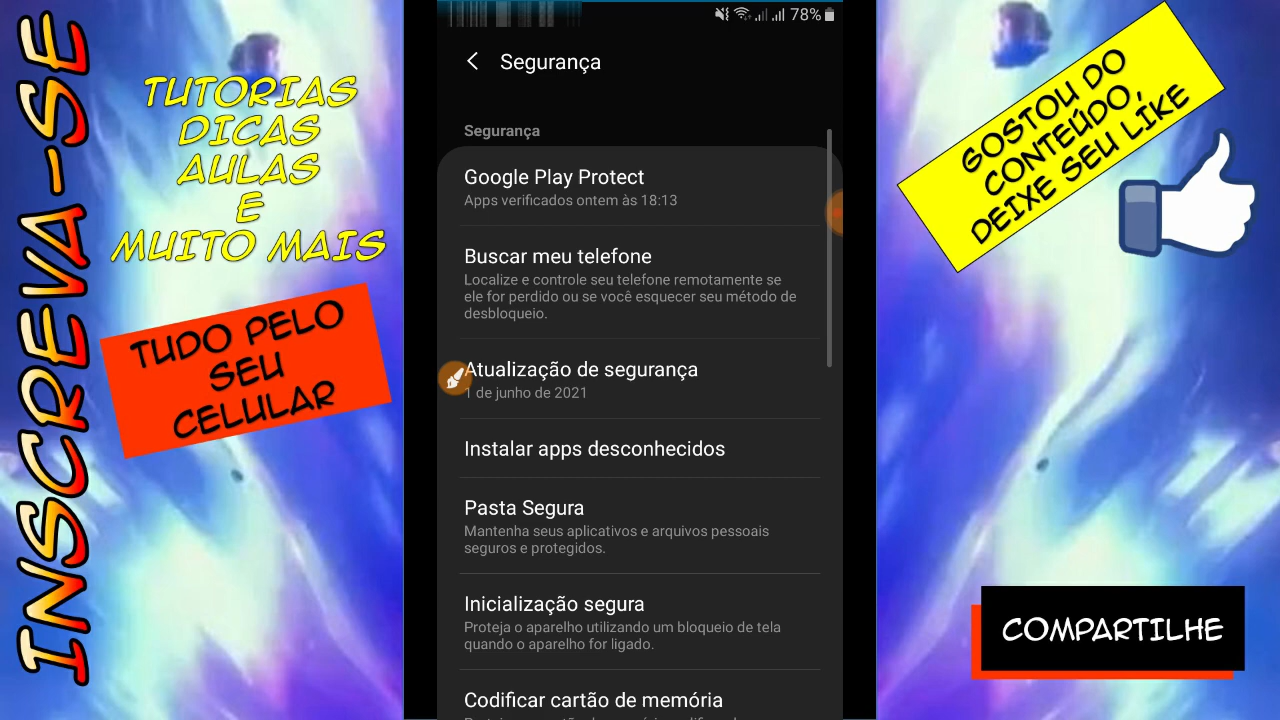 INSCREVA-SE
TUTORIAS
DICAS
AULAS
E
MUITO MAIS
TUDO PELO
SEU
CELULAR
78%
Segurança
Segurança
Google Play Protect
Apps verificados ontem às 18:13
Buscar meu telefone
Localize e controle seu telefone remotamente se
ele for perdido ou se você esquecer seu método de
desbloqueio.
Atualização de segurança
1 de junho de 2021
Instalar apps desconhecidos
Pasta Segura
Mantenha seus aplicativos e arquivos pessoais
seguros e protegidos.
Inicialização segura
Proteja o aparelho utilizando um bloqueio de tela
quando o aparelho for ligado.
Codificar cartão de memória
GOSTOU DO
CONTEÚDO,
DEIXE SEU LIKE
COMPARTILHE